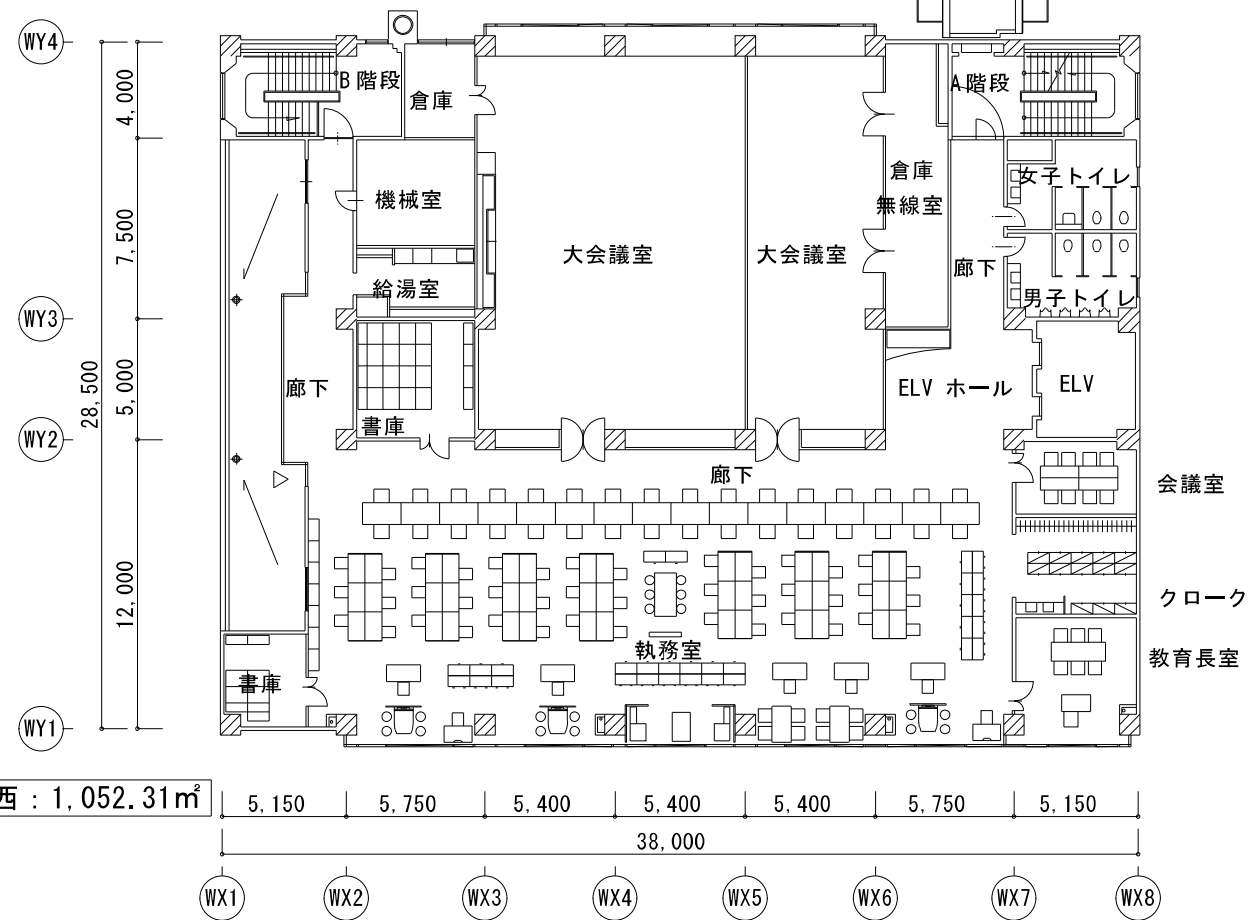 WY4
4,000
B階段
倉庫
A階段
倉庫
無線室
女子トイレ
機械室
7,500
大会議室
大会議室
廊下
給湯室
男子トイレ
WY3
28,500
5,000
廊下
ELV ホール
ELV
書庫
WY2
廊下
会議室
12,000
クローク
執務室
教育長室
書庫
WY1
西：1,052.31㎡
5,150
5,750
5,400
5,400
5,400
5,750
5,150
38,000
WX1
WX2
WX3
WX4
WX5
WX6
WX7
WX8